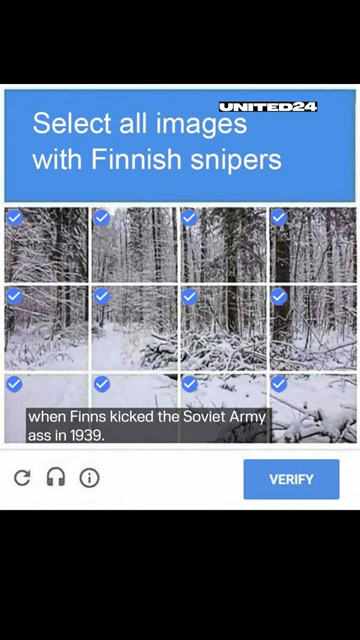 UNITED24
Select all images
with Finnish snipers
when Finns kicked the Soviet Army
ass in 1939.
VERIFY